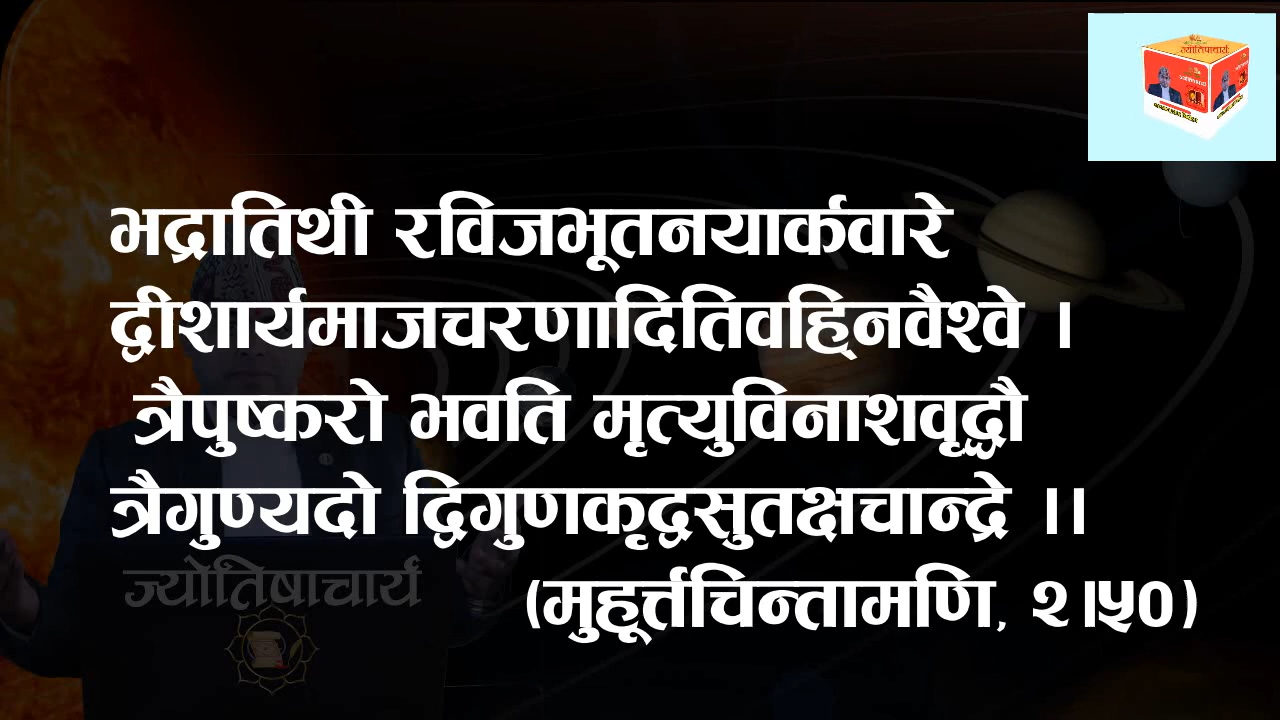 ज्योतिषाचार्य
भद्रातिथी रविजभूतनयार्कवारे
द्वीशार्यमाजचरणादितिवह्निवैश्वे ।
त्रैपुष्करो भवति मृत्युविनाशवृद्धौ
त्रैगुण्यदो द्विगुणकृद्वसुतक्षचान्द्रे ।।
ज्योतिषाचार्य
(मुहूर्त्तचिन्तामणि, २।५०)